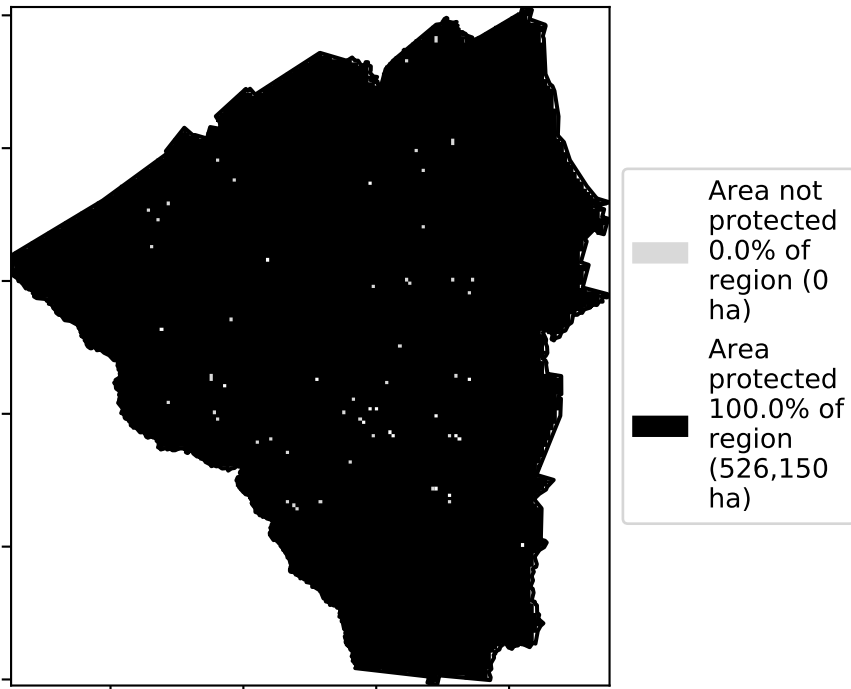 Area not
protected
0.0% of
region (0
ha)
Area
protected
100.0% of
region
(526,150
ha)